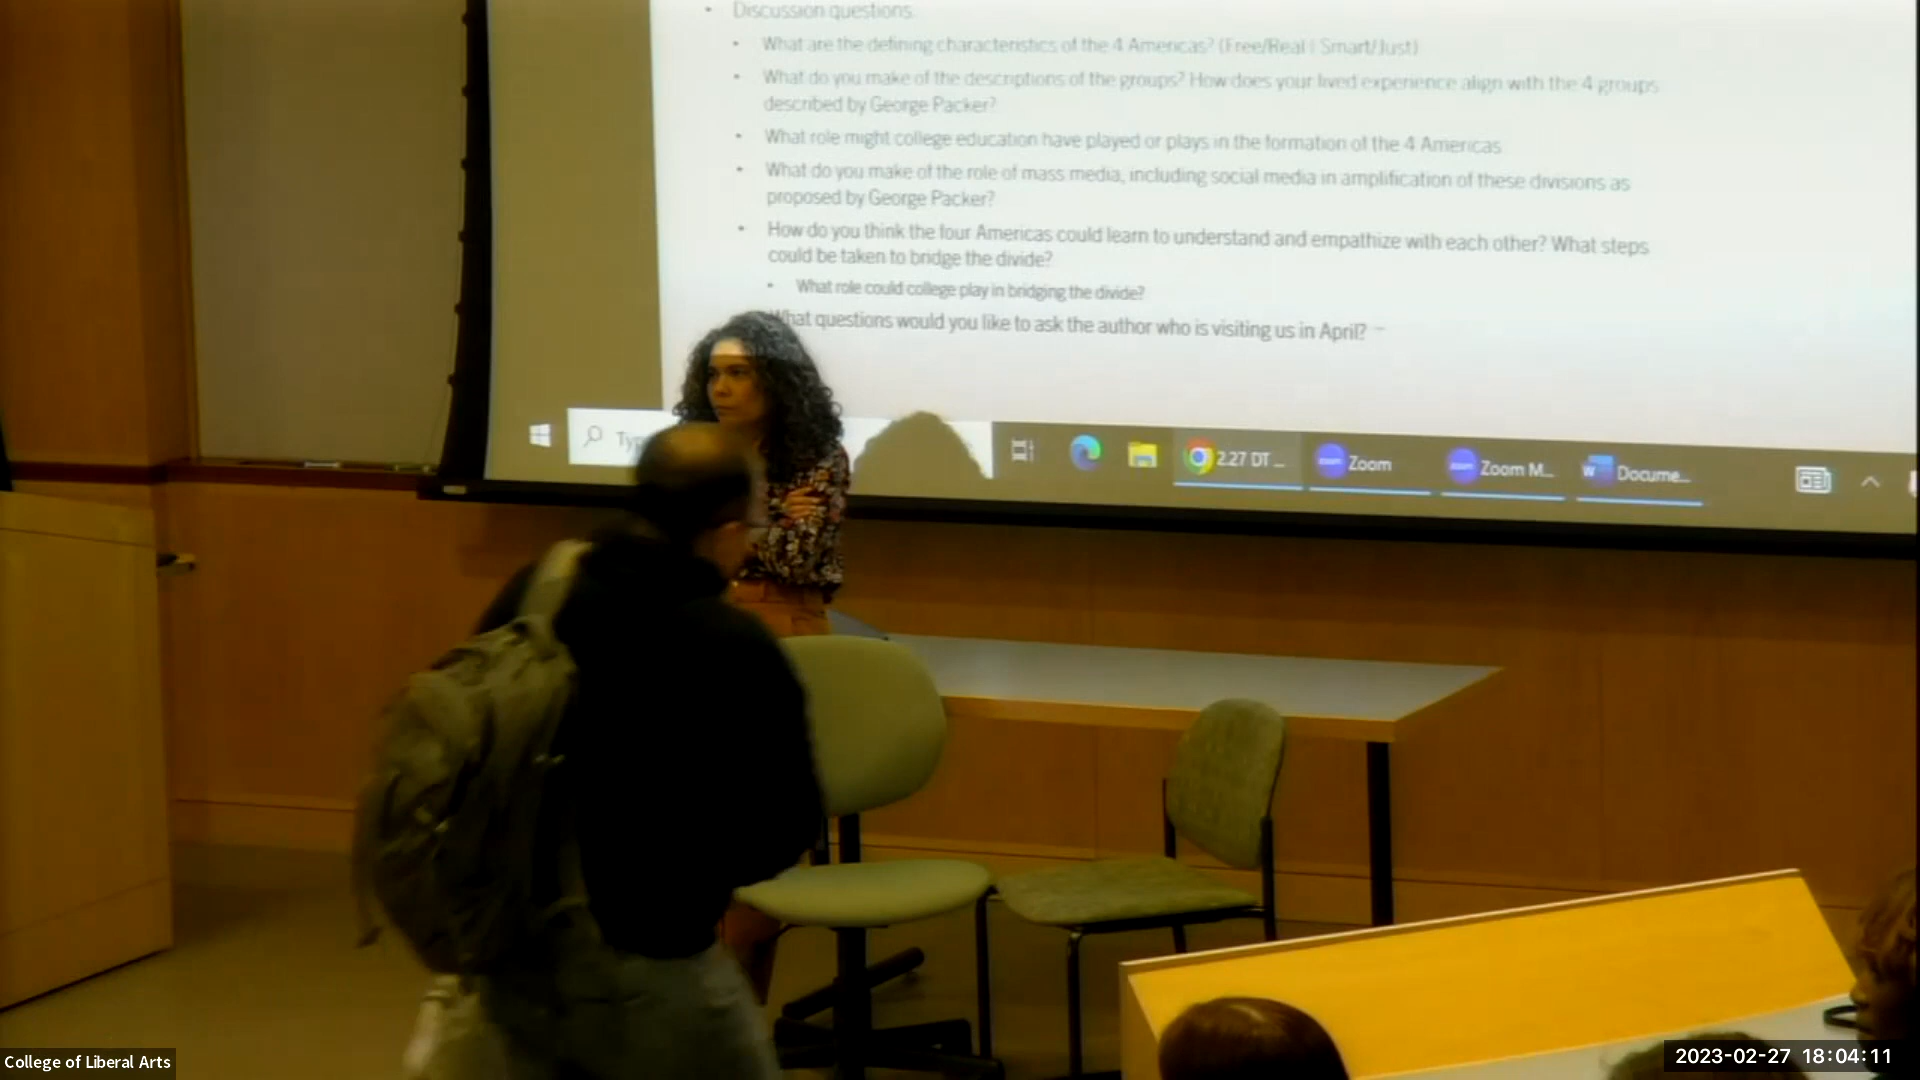 Discussion questions
What are the defining characteristics of the 4 Americas? (Free/Real | Smart/Just)
What do you make of the descriptions of the groups? How does your lived experience align with the 4 groups
described by George Packer?
What role might college education have played or plays in the formation of the 4 Americas
What do you make of the role of mass media, including social media in amplification of these divisions as
proposed by George Packer?
How do you think the four Americas could learn to understand and empathize with each other? What steps
could be taken to bridge the divide?
What role could college play in bridging the divide?
What questions would you like to ask the author who is visiting us in April?
Typ
2.27 DT ...
zoom Zoom
zoom Zoom M...
W Docume...
College of Liberal Arts
2023-02-27 18:04:11